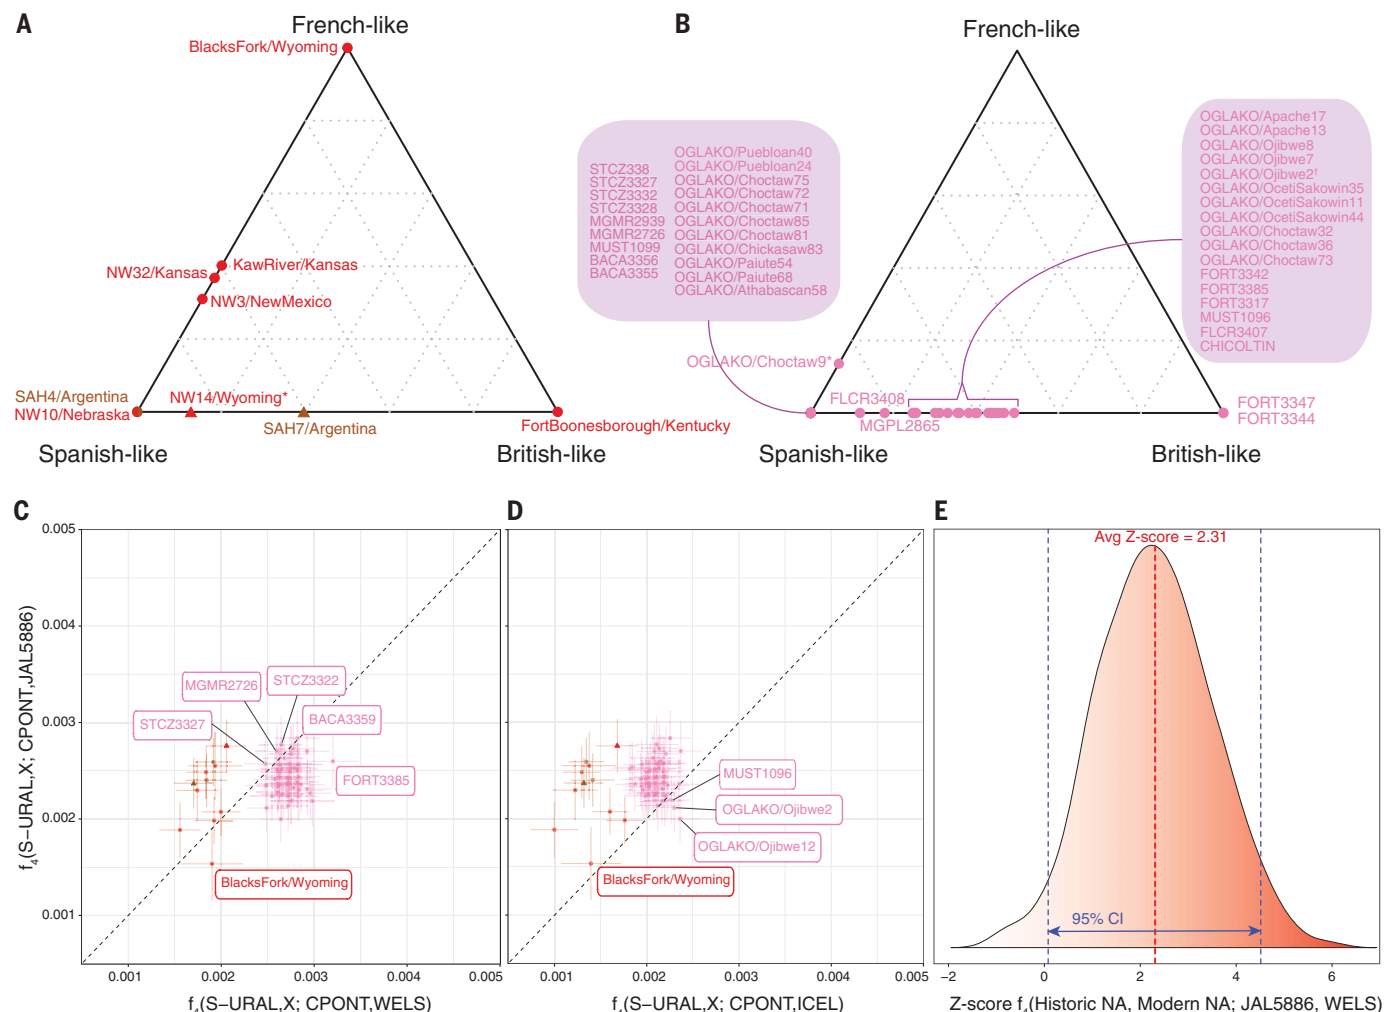 A
French-like
BlacksFork/Wyoming
KawRiver/Kansas
NW32/Kansas
NW3/NewMexico
SAH4/Argentina
NW10/Nebraska
NW14/Wyoming*
SAH7/Argentina
FortBoonesborough/Kentucky
Spanish-like
British-like
B
French-like
STCZ338
STCZ3327
STCZ3332
STCZ3328
MGMR2939
MGMR2726
MUST1099
BACA3356
BACA3355
OGLAKO/Puebloan40
OGLAKO/Puebloan24
OGLAKO/Choctaw75
OGLAKO/Choctaw72
OGLAKO/Choctaw71
OGLAKO/Choctaw85
OGLAKO/Choctaw81
OGLAKO/Chickasaw83
OGLAKO/Paiute54
OGLAKO/Paiute68
OGLAKO/Athabascan58
OGLAKO/Apache17
OGLAKO/Apache13
OGLAKO/Ojibwe8
OGLAKO/Ojibwe7
OGLAKO/Ojibwe2†
OGLAKO/OcetiSakowin35
OGLAKO/OcetiSakowin11
OGLAKO/OcetiSakowin44
OGLAKO/Choctaw32
OGLAKO/Choctaw36
OGLAKO/Choctaw73
FORT3342
FORT3385
FORT3317
MUST1096
FLCR3407
CHICOLTIN
OGLAKO/Choctaw9*
FLCR3408
MGPL2865
FORT3347
FORT3344
Spanish-like
British-like
C
0.005
0.004
0.003
0.002
0.001
f4(S−URAL,X; CPONT,JAL5886)
MGMR2726
STCZ3322
STCZ3327
BACA3359
FORT3385
BlacksFork/Wyoming
0.001
0.002
0.003
0.004
0.005
f4(S−URAL,X; CPONT,WELS)
D
MUST1096
OGLAKO/Ojibwe2
OGLAKO/Ojibwe12
BlacksFork/Wyoming
0.001
0.002
0.003
0.004
0.005
f4(S−URAL,X; CPONT,ICEL)
E
Avg Z-score = 2.31
95% CI
−2
0
2
4
6
Z-score f4(Historic NA, Modern NA; JAL5886, WELS)